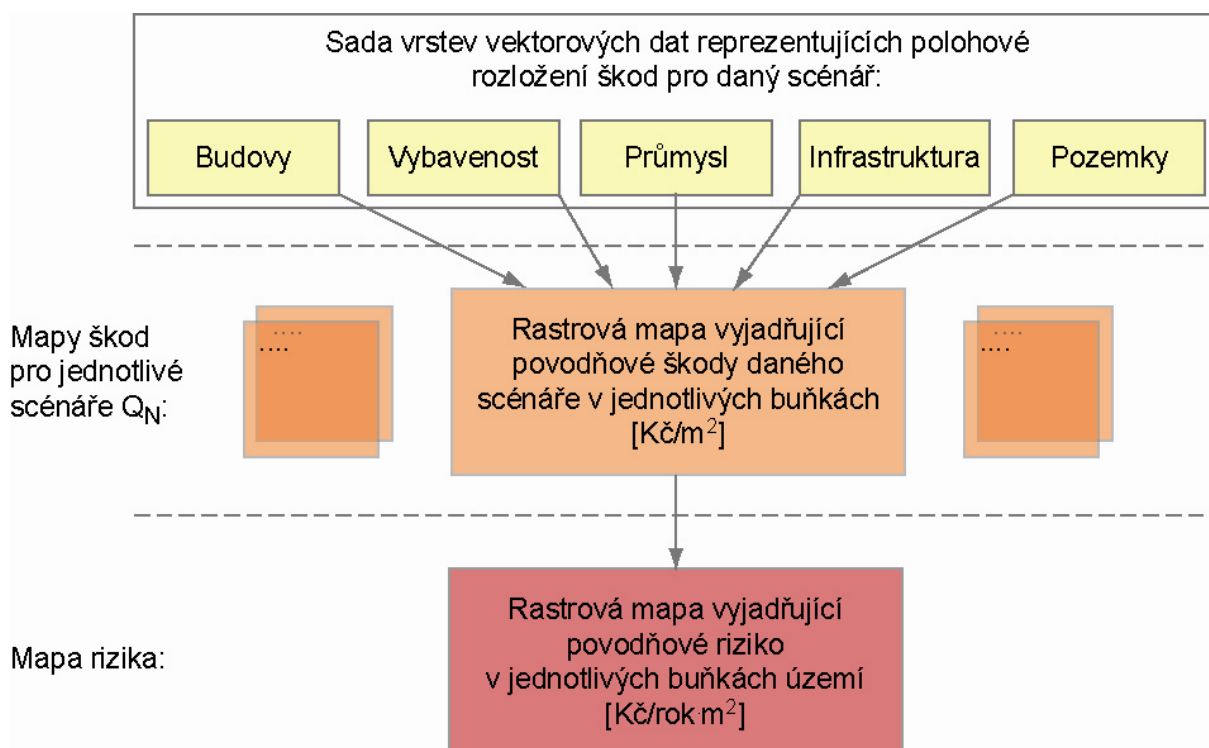 Sada vrstev vektorových dat reprezentujících polohové
rozložení škod pro daný scénář:
Budovy
Vybavenost
Průmysl
Infrastruktura
Pozemky
Mapy škod
pro jednotlivé
scénáře Q_N:
....
....
Rastrová mapa vyjadřující
povodňové škody daného
scénáře v jednotlivých buňkách
[Kč/m²]
....
....
Mapa rizika:
Rastrová mapa vyjadřující
povodňové riziko
v jednotlivých buňkách území
[Kč/rok·m²]